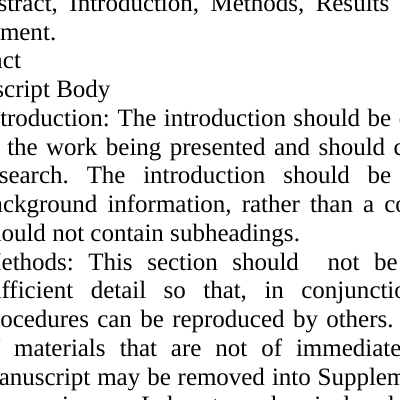 stract, Introduction, Methods, Results
ment.
ct
script Body
troduction: The introduction should be
the work being presented and should c
search. The introduction should be
ckground information, rather than a co
ould not contain subheadings.
ethods: This section should not be
fficient detail so that, in conjunctio
ocedures can be reproduced by others.
materials that are not of immediate
anuscript may be removed into Supplem